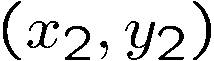 (x₂, y₂)